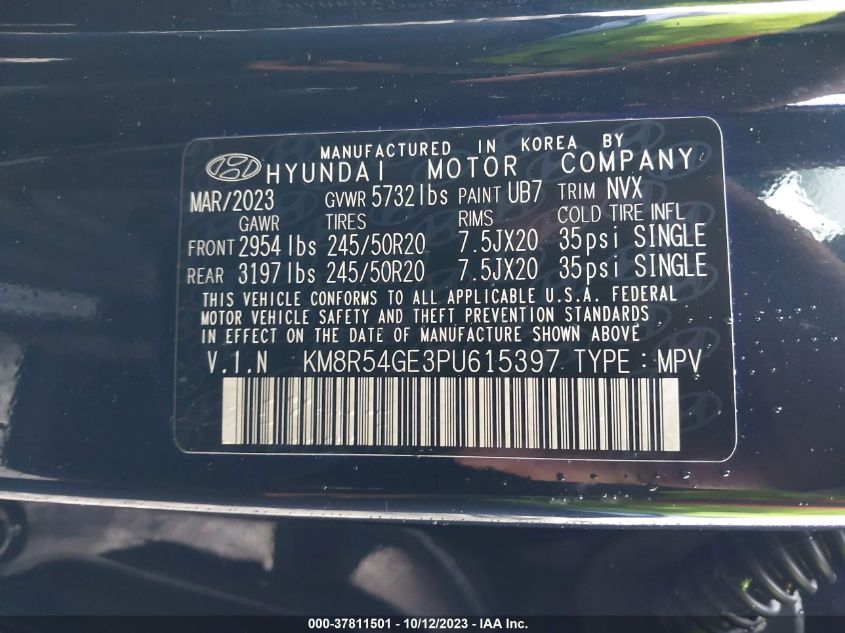 MANUFACTURED IN KOREA BY
HYUNDAI MOTOR COMPANY
MAR/2023 GVWR 5732 lbs PAINT UB7 TRIM NVX
GAWR TIRES RIMS COLD TIRE INFL
FRONT 2954 lbs 245/50R20 7.5JX20 35psi SINGLE
REAR 3197 lbs 245/50R20 7.5JX20 35psi SINGLE
THIS VEHICLE CONFORMS TO ALL APPLICABLE U.S.A. FEDERAL
MOTOR VEHICLE SAFETY AND THEFT PREVENTION STANDARDS
IN EFFECT ON THE DATE OF MANUFACTURE SHOWN ABOVE
V.I.N KM8R54GE3PU615397 TYPE : MPV
000-37811501 - 10/12/2023 - IAA Inc.